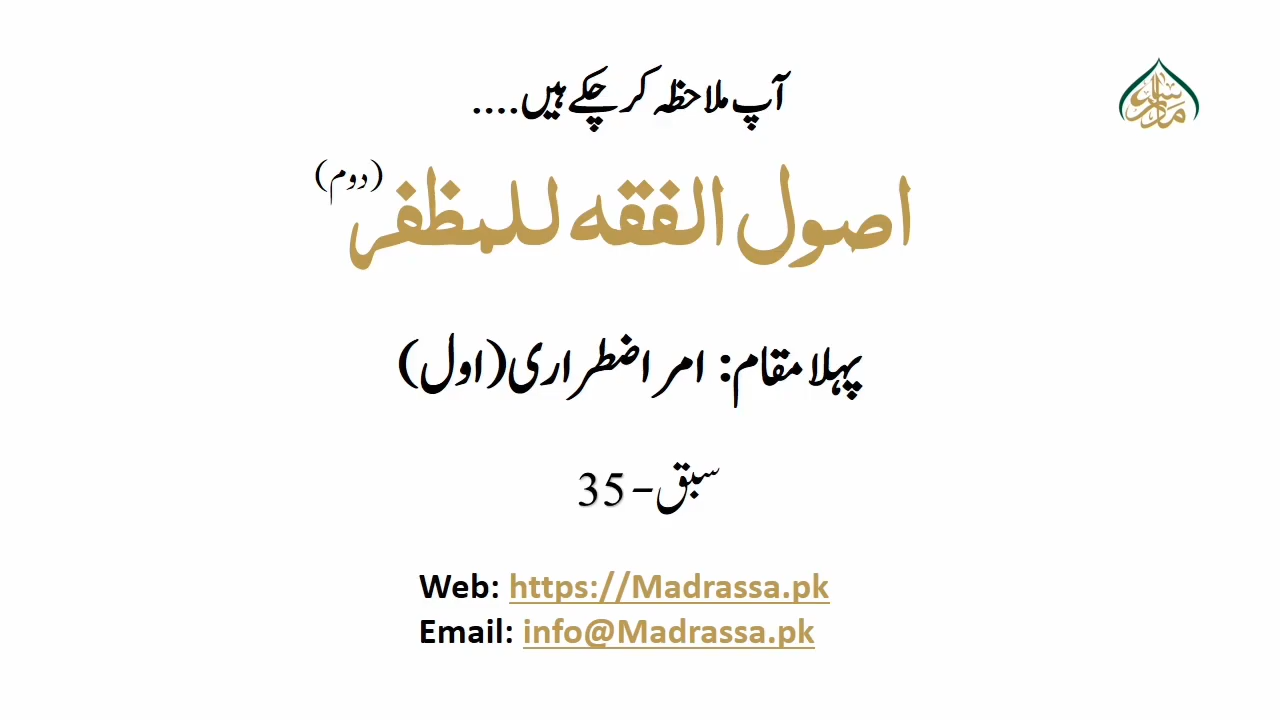 آپ ملاحظہ کر چکے ہیں....
اصول الفقہ للمظفر (دوم)
پہلا مقام: امر اضطراری (اول)
سبق-35
Web: https://Madrassa.pk
Email: info@Madrassa.pk